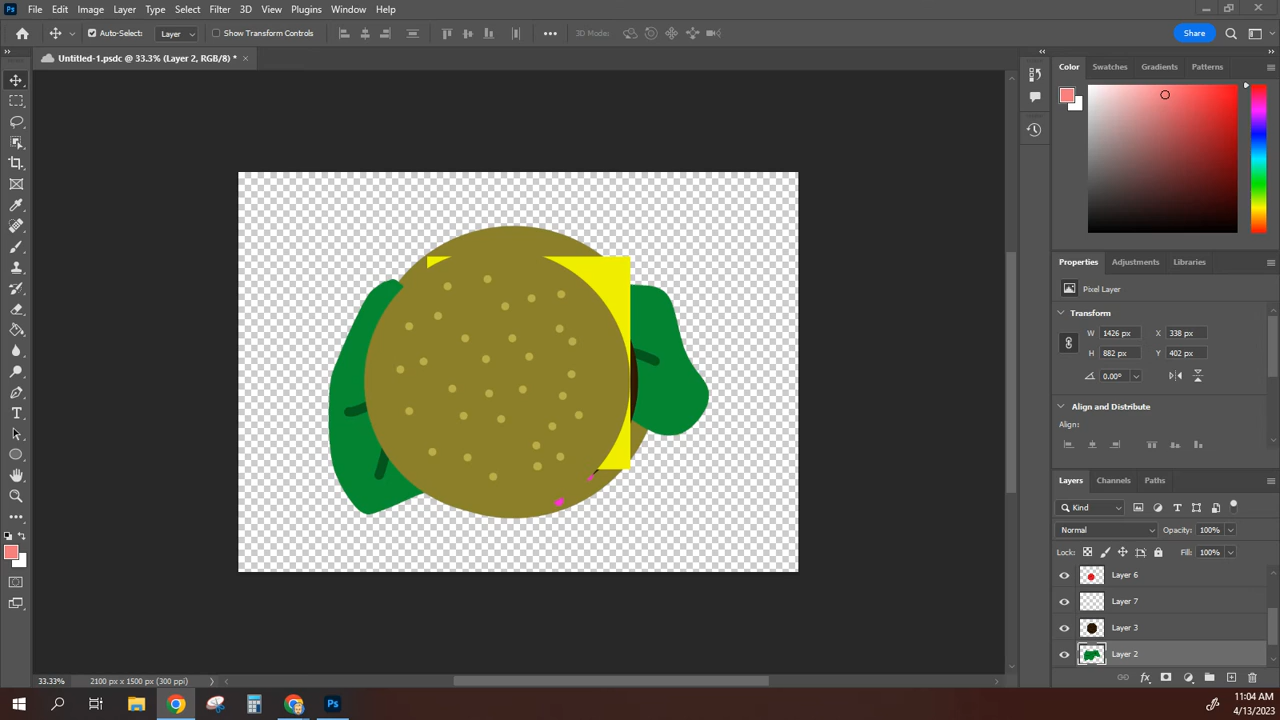 Ps File Edit Image Layer Type Select Filter 3D View Plugins Window Help
Auto-Select: Layer Show Transform Controls 3D Mode: Share
Untitled-1.psdc @ 33.3% (Layer 2, RGB/8) *
Color Swatches Gradients Patterns
Properties Adjustments Libraries
Pixel Layer
Transform
W 1426 px X 338 px
H 882 px Y 402 px
0.00°
Align and Distribute
Align:
Layers Channels Paths
Kind
Normal Opacity: 100%
Lock: Fill: 100%
Layer 6
Layer 7
Layer 3
Layer 2
33.33% 2100 px x 1500 px (300 ppi)
fx
Ps
11:04 AM
4/13/2023